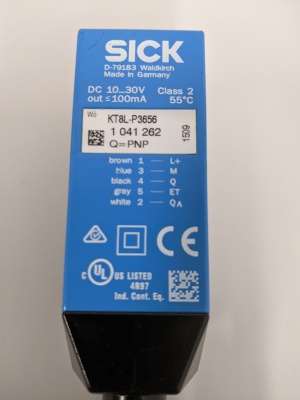 SICK
D-79183 Waldkirch
Made in Germany
DC 10...30V Class 2
out ≤100mA 55°C
Wö KT8L-P3656
1 041 262
Q=PNP
1509
brown 1 — L+
blue 3 — M
black 4 — Q
gray 5 — ET
white 2 — QA
CE
c UL US LISTED
4R97
Ind. Cont. Eq.